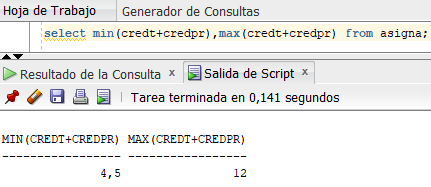 Hoja de Trabajo Generador de Consultas
select min(credt+credpr),max(credt+credpr) from asigna;
Resultado de la Consulta x Salida de Script x
Tarea terminada en 0,141 segundos
MIN(CREDT+CREDPR) MAX(CREDT+CREDPR)
----------------- -----------------
4,5 12